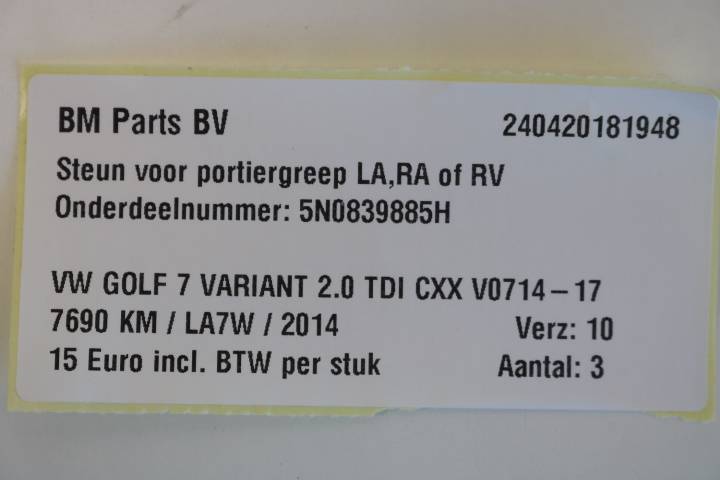 BM Parts BV 240420181948
Steun voor portiergreep LA,RA of RV
Onderdeelnummer: 5N0839885H
VW GOLF 7 VARIANT 2.0 TDI CXX V0714-17
7690 KM / LA7W / 2014 Verz: 10
15 Euro incl. BTW per stuk Aantal: 3